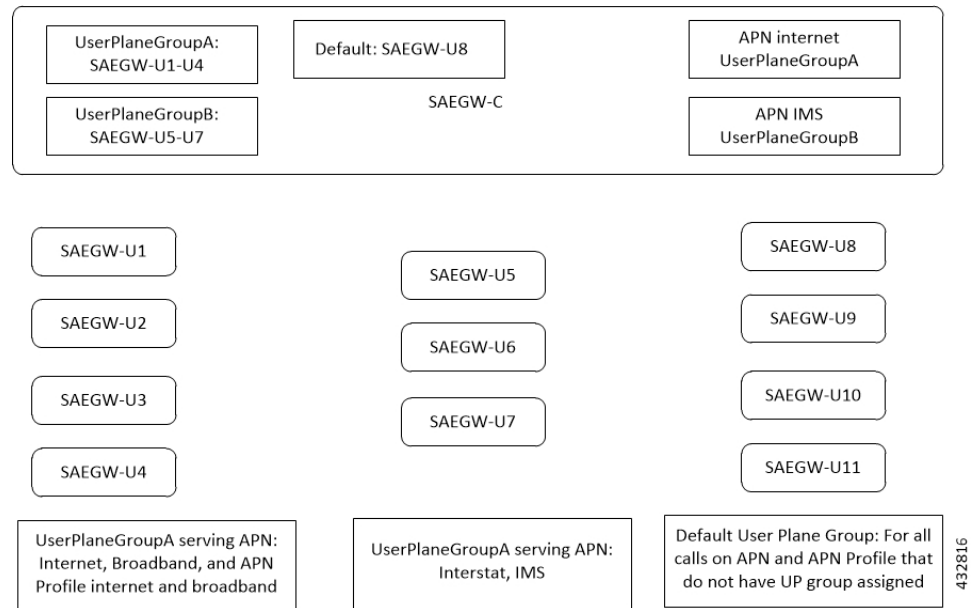 UserPlaneGroupA:
SAEGW-U1-U4
Default: SAEGW-U8
APN internet
UserPlaneGroupA
UserPlaneGroupB:
SAEGW-U5-U7
SAEGW-C
APN IMS
UserPlaneGroupB
SAEGW-U1
SAEGW-U2
SAEGW-U3
SAEGW-U4
UserPlaneGroupA serving APN:
Internet, Broadband, and APN
Profile internet and broadband
SAEGW-U5
SAEGW-U6
SAEGW-U7
UserPlaneGroupA serving APN:
Interstat, IMS
SAEGW-U8
SAEGW-U9
SAEGW-U10
SAEGW-U11
Default User Plane Group: For all
calls on APN and APN Profile that
do not have UP group assigned
432816